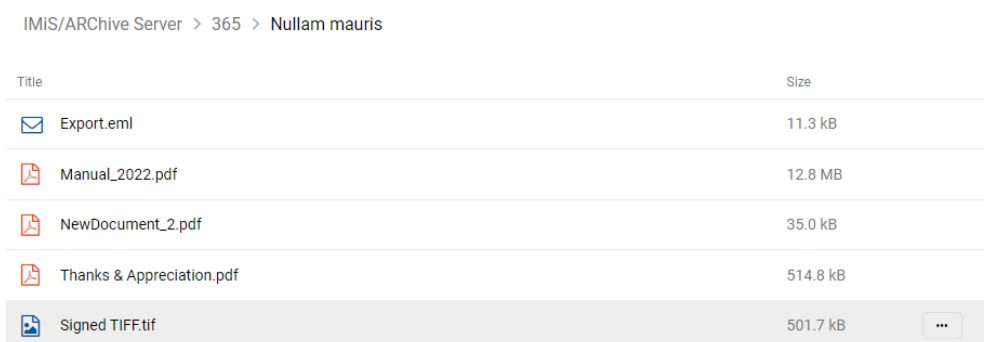 IMiS/ARChive Server > 365 > Nullam mauris
Title Size
Export.eml 11.3 kB
Manual_2022.pdf 12.8 MB
NewDocument_2.pdf 35.0 kB
Thanks & Appreciation.pdf 514.8 kB
Signed TIFF.tif 501.7 kB ...